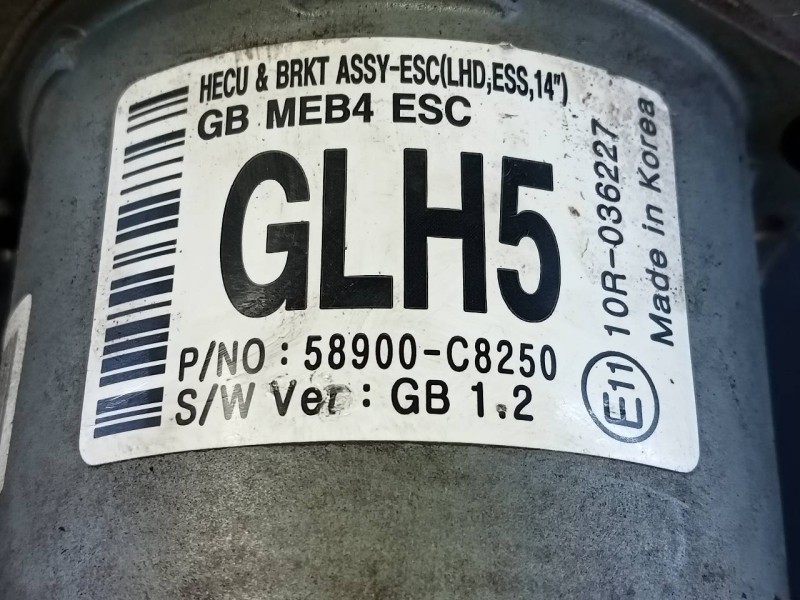 HECU & BRKT ASSY-ESC(LHD,ESS,14")
GB MEB4 ESC
GLH5
P/NO : 58900-C8250
S/W Ver : GB 1.2
E11
10R-036227
Made in Korea